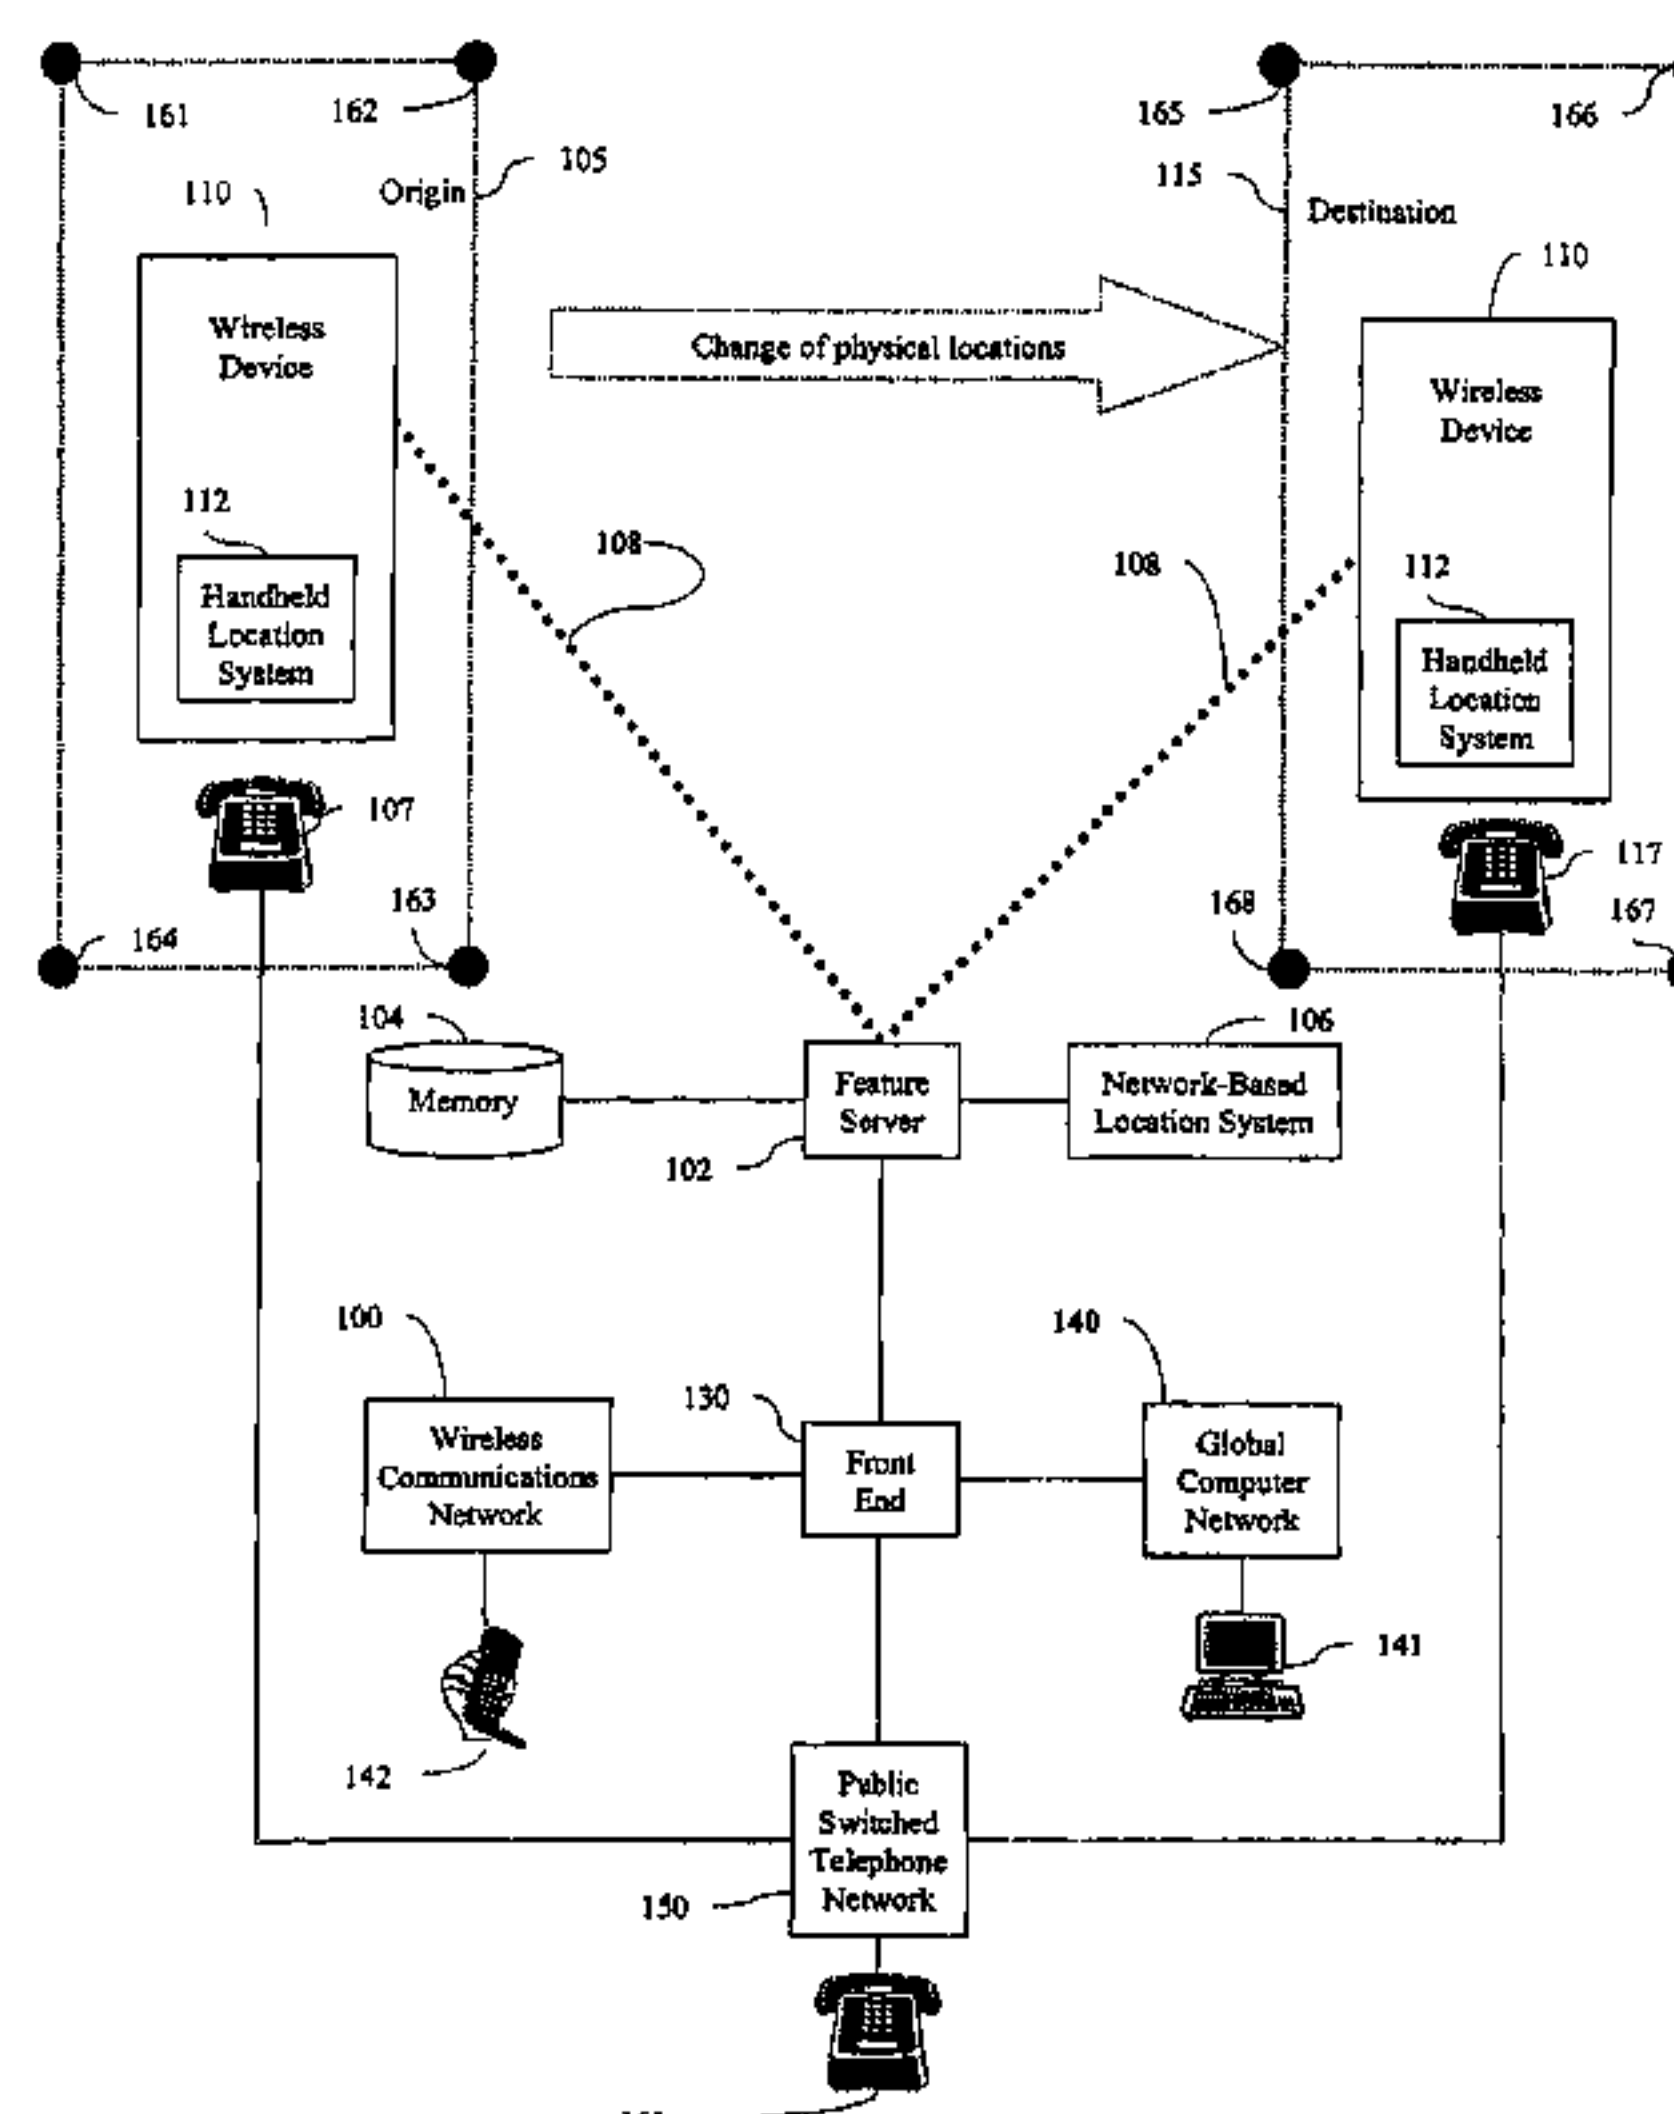 161
162
165
166
105
Origin
115
Destination
110
110
Wireless
Device
Change of physical locations
Wireless
Device
112
Handheld
Location
System
108
108
112
Handheld
Location
System
107
117
163
164
168
167
104
Memory
Feature
Server
102
106
Network-Based
Location System
100
Wireless
Communications
Network
130
Front
End
140
Global
Computer
Network
142
141
Public
Switched
Telephone
Network
150